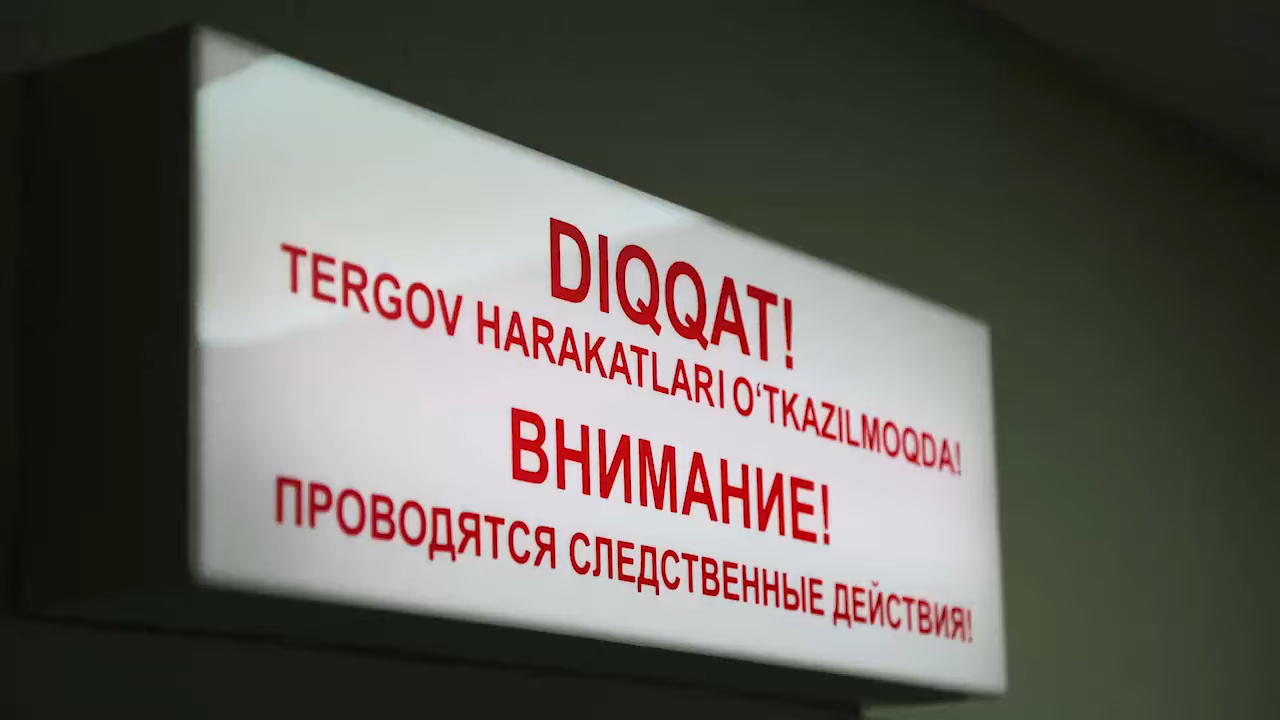 DIQQAT!
TERGOV HARAKATLARI O‘TKAZILMOQDA!
ВНИМАНИЕ!
ПРОВОДЯТСЯ СЛЕДСТВЕННЫЕ ДЕЙСТВИЯ!